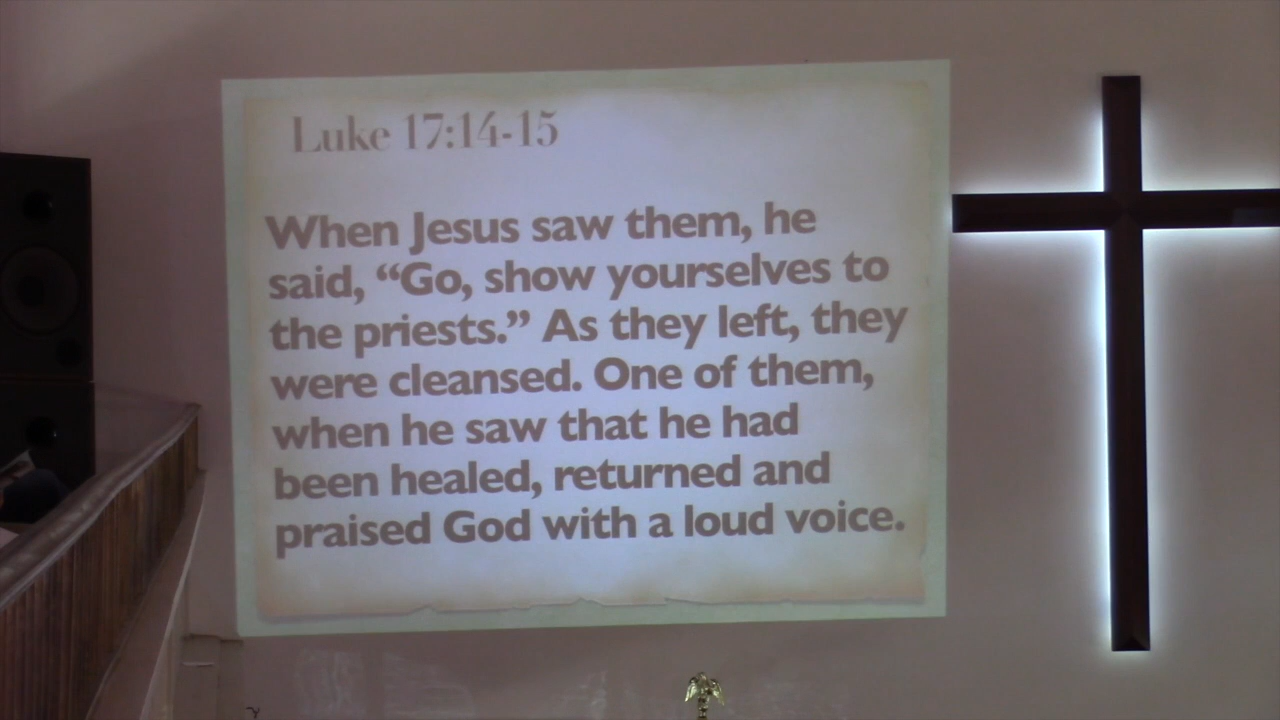 Luke 17:14-15
When Jesus saw them, he
said, “Go, show yourselves to
the priests.” As they left, they
were cleansed. One of them,
when he saw that he had
been healed, returned and
praised God with a loud voice.